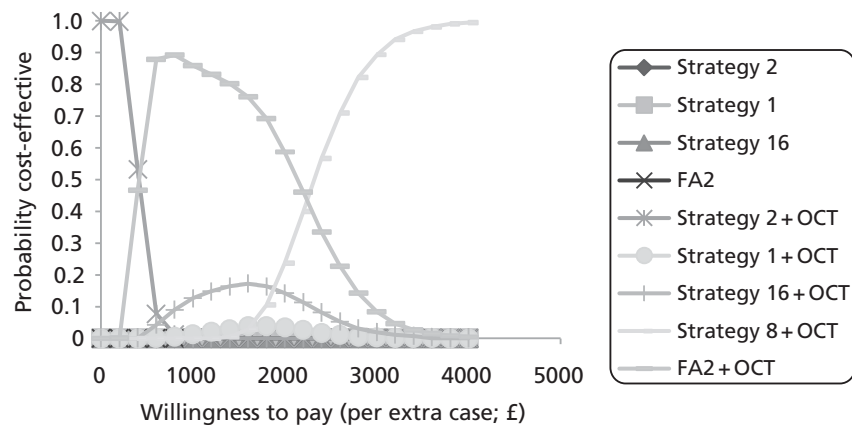 1.0
0.9
0.8
0.7
0.6
0.5
0.4
0.3
0.2
0.1
0
Probability cost-effective
0 1000 2000 3000 4000 5000
Willingness to pay (per extra case; £)
Strategy 2
Strategy 1
Strategy 16
FA2
Strategy 2 + OCT
Strategy 1 + OCT
Strategy 16 + OCT
Strategy 8 + OCT
FA2 + OCT